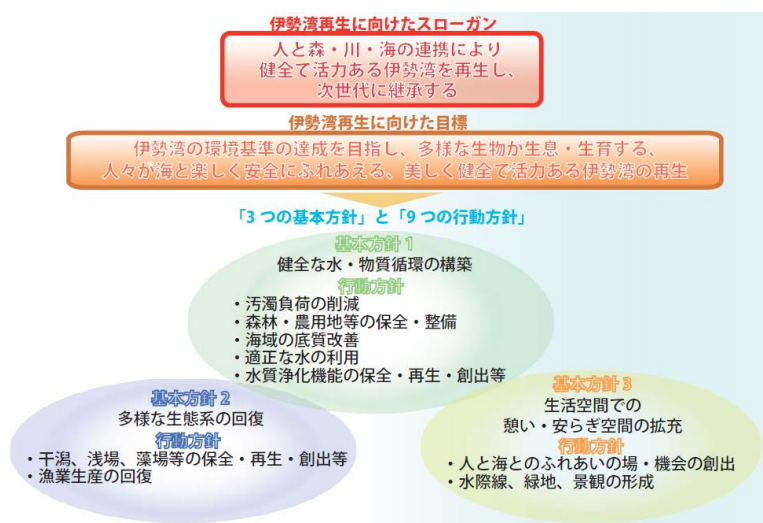 伊勢湾再生に向けたスローガン
人と森・川・海の連携により
健全で活力ある伊勢湾を再生し、
次世代に継承する
伊勢湾再生に向けた目標
伊勢湾の環境基準の達成を目指し、多様な生物が生息・生育する、
人々が海と楽しく安全にふれあえる、美しく健全で活力ある伊勢湾の再生
「3つの基本方針」と「9つの行動方針」
基本方針1
健全な水・物質循環の構築
行動方針
・汚濁負荷の削減
・森林・農用地等の保全・整備
・海域の底質改善
・適正な水の利用
・水質浄化機能の保全・再生・創出等
基本方針2
多様な生態系の回復
行動方針
・干潟、浅場、藻場等の保全・再生・創出等
・漁業生産の回復
基本方針3
生活空間での
憩い・安らぎ空間の拡充
行動方針
・人と海とのふれあいの場・機会の創出
・水際線、緑地、景観の形成